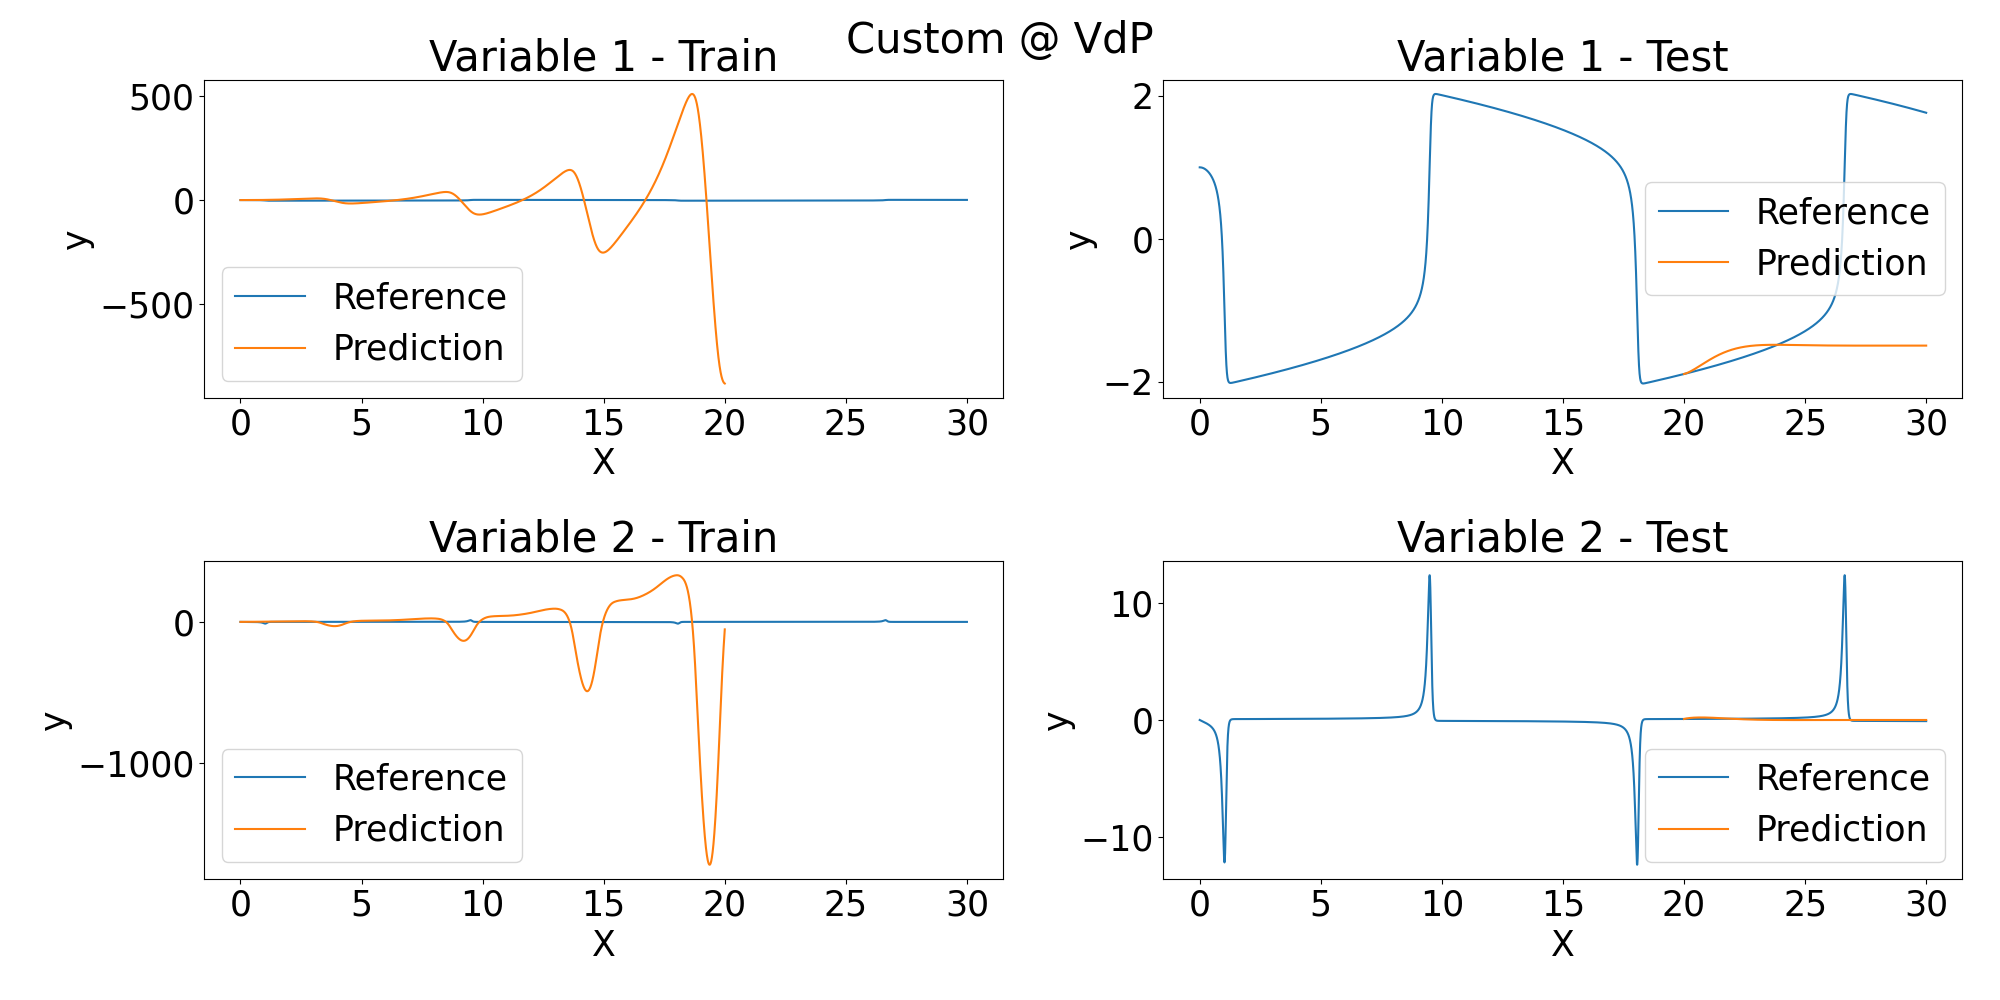 Custom @ VdP
Variable 1 - Train
500
0
−500
y
Reference
Prediction
0 5 10 15 20 25 30
X
Variable 1 - Test
2
0
−2
y
Reference
Prediction
0 5 10 15 20 25 30
X
Variable 2 - Train
0
−1000
y
Reference
Prediction
0 5 10 15 20 25 30
X
Variable 2 - Test
10
0
−10
y
Reference
Prediction
0 5 10 15 20 25 30
X